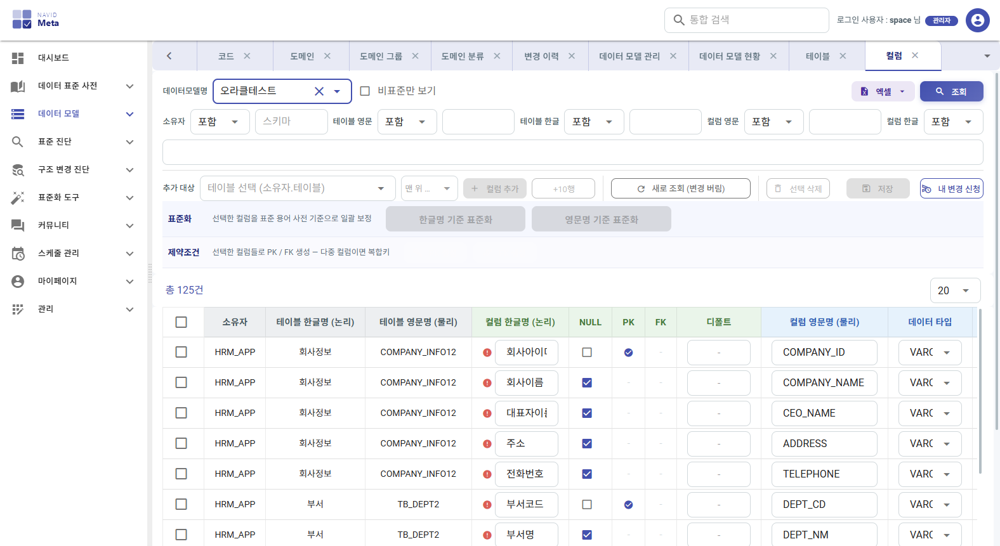 NAVID
Meta
통합 검색
로그인 사용자 : space 님
관리자
대시보드
데이터 표준 사전
데이터 모델
표준 진단
구조 변경 진단
표준화 도구
커뮤니티
스케줄 관리
마이페이지
관리
코드 도메인 도메인 그룹 도메인 분류 변경 이력 데이터 모델 관리 데이터 모델 현황 테이블 컬럼
데이터모델명 오라클테스트 비표준만 보기 엑셀 조회
소유자 포함 스키마 테이블 영문 포함 테이블 한글 포함 컬럼 영문 포함 컬럼 한글 포함
추가 대상 테이블 선택 (소유자.테이블) 맨 위 ... + 컬럼 추가 +10행 새로 조회 (변경 버림) 선택 삭제 저장 내 변경 신청
표준화 선택한 컬럼을 표준 용어 사전 기준으로 일괄 보정 한글명 기준 표준화 영문명 기준 표준화
제약조건 선택한 컬럼들로 PK / FK 생성 — 다중 컬럼이면 복합키
총 125건 20
소유자 테이블 한글명 (논리) 테이블 영문명 (물리) 컬럼 한글명 (논리) NULL PK FK 디폴트 컬럼 영문명 (물리) 데이터 타입
HRM_APP 회사정보 COMPANY_INFO12 회사아이 - - COMPANY_ID VARC
HRM_APP 회사정보 COMPANY_INFO12 회사이름 - - - COMPANY_NAME VARC
HRM_APP 회사정보 COMPANY_INFO12 대표자이름 - - - CEO_NAME VARC
HRM_APP 회사정보 COMPANY_INFO12 주소 - - - ADDRESS VARC
HRM_APP 회사정보 COMPANY_INFO12 전화번호 - - - TELEPHONE VARC
HRM_APP 부서 TB_DEPT2 부서코드 - - DEPT_CD VARC
HRM_APP 부서 TB_DEPT2 부서명 - - - DEPT_NM VARC